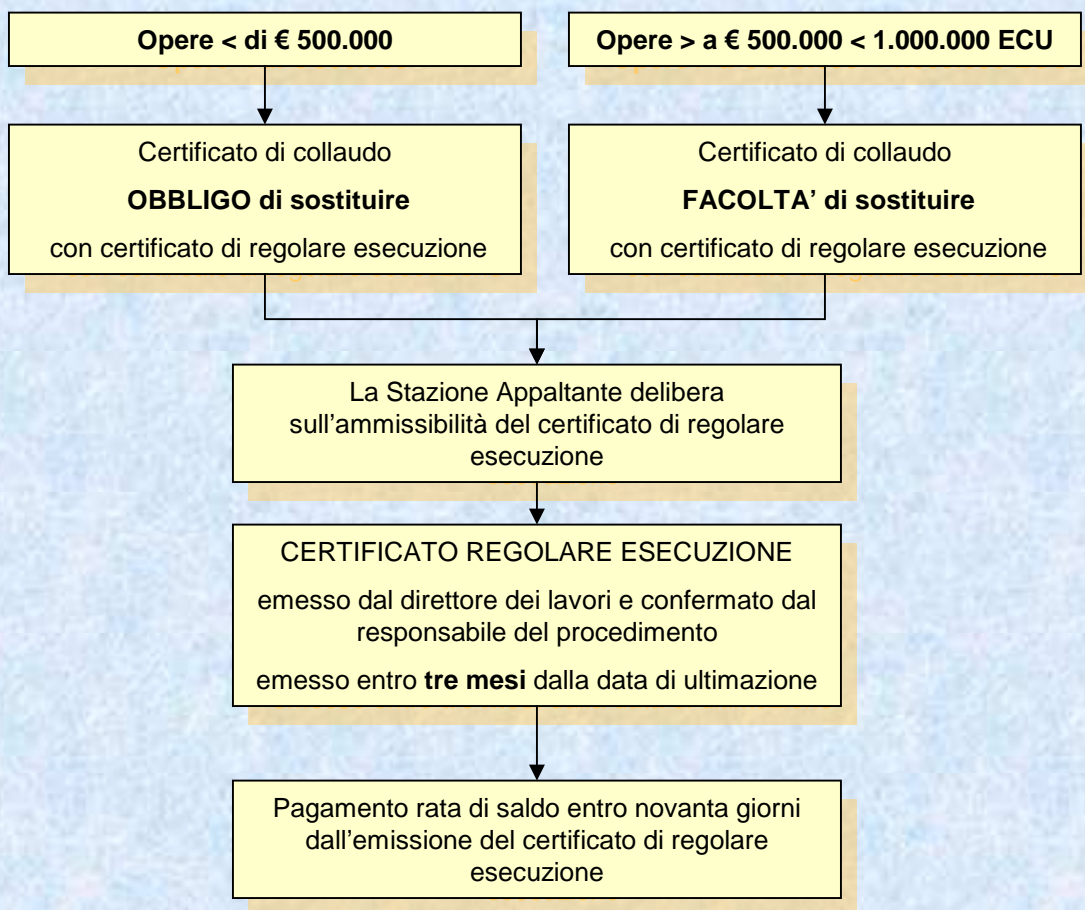 Opere < di € 500.000
Opere > a € 500.000 < 1.000.000 ECU
Certificato di collaudo
OBBLIGO di sostituire
con certificato di regolare esecuzione
Certificato di collaudo
FACOLTA’ di sostituire
con certificato di regolare esecuzione
La Stazione Appaltante delibera
sull’ammissibilità del certificato di regolare
esecuzione
CERTIFICATO REGOLARE ESECUZIONE
emesso dal direttore dei lavori e confermato dal
responsabile del procedimento
emesso entro tre mesi dalla data di ultimazione
Pagamento rata di saldo entro novanta giorni
dall’emissione del certificato di regolare
esecuzione